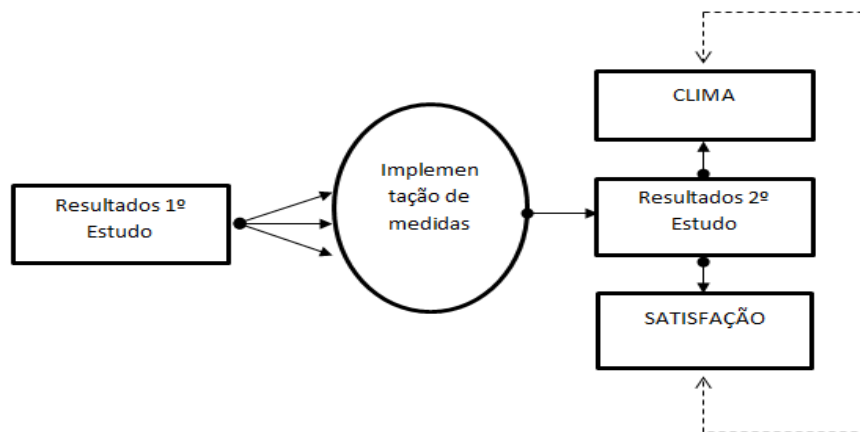 Resultados 1º
Estudo
Implemen
tação de
medidas
CLIMA
Resultados 2º
Estudo
SATISFAÇÃO